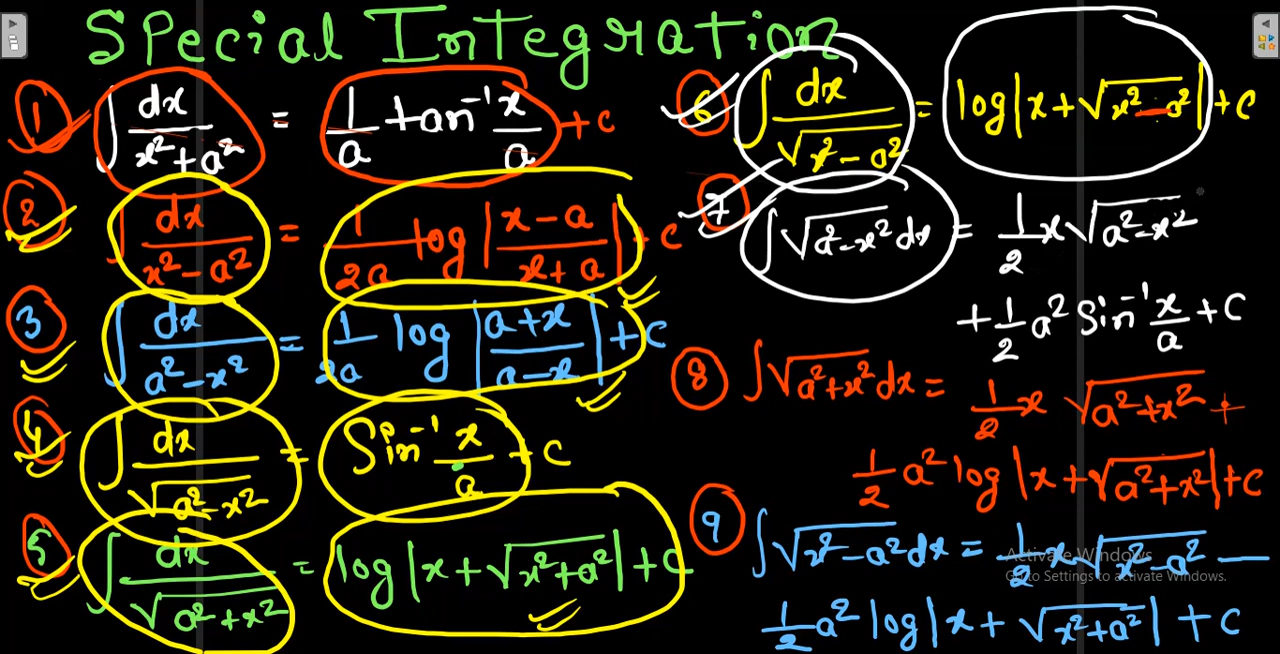 Special Integration
① ∫ dx/(x²+a²) = 1/a tan⁻¹ x/a + c
② ∫ dx/(x²-a²) = 1/2a log |(x-a)/(x+a)| + c
③ ∫ dx/(a²-x²) = 1/2a log |(a+x)/(a-x)| + c
④ ∫ dx/√(a²-x²) = Sin⁻¹ x/a + c
⑤ ∫ dx/√(a²+x²) = log |x + √(x²+a²)| + c
⑥ ∫ dx/√(x²-a²) = log |x + √(x²-a²)| + c
⑦ ∫ √(a²-x²) dx = 1/2 x √(a²-x²)
+ 1/2 a² Sin⁻¹ x/a + c
⑧ ∫ √(a²+x²) dx = 1/2 x √(a²+x²) +
1/2 a² log |x + √(a²+x²)| + c
⑨ ∫ √(x²-a²) dx = 1/2 x √(x²-a²) —
1/2 a² log |x + √(x²+a²)| + c
Activate Windows
Go to Settings to activate Windows.